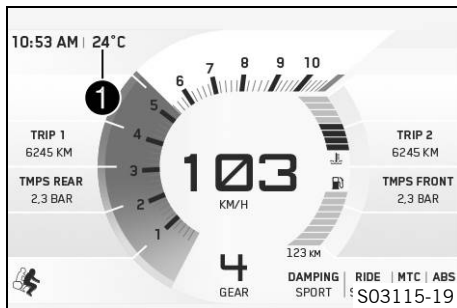 10:53 AM | 24°C
1
1 2 3 4 5 6 7 8 9 10
TRIP 1
6245 KM
TRIP 2
6245 KM
TMPS REAR
2,3 BAR
TMPS FRONT
2,3 BAR
103
KM/H
123 KM
4
GEAR
DAMPING | RIDE | MTC | ABS
SPORT | S
S03115-19